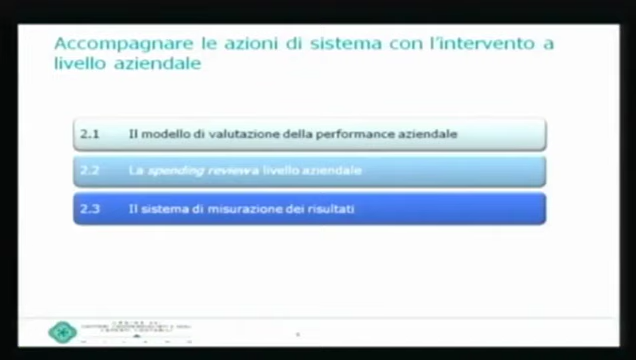 Accompagnare le azioni di sistema con l'intervento a
livello aziendale
2.1 Il modello di valutazione della performance aziendale
2.2 La spending review a livello aziendale
2.3 Il sistema di misurazione dei risultati